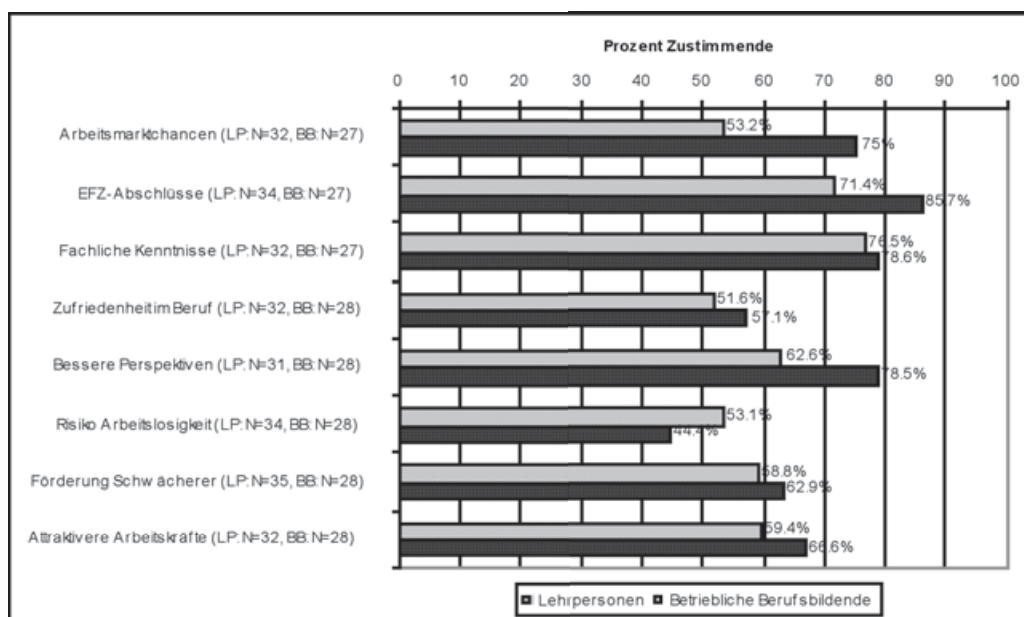 Prozent Zustimmende
0 10 20 30 40 50 60 70 80 90 100
Arbeitsmarktchancen (LP: N=32, BB: N=27) 53.2%
75%
EFZ-Abschlüsse (LP: N=34, BB: N=27) 71.4%
85.7%
Fachliche Kenntnisse (LP: N=32, BB: N=27) 76.5%
78.6%
Zufriedenheit im Beruf (LP: N=32, BB: N=28) 51.6%
57.1%
Bessere Perspektiven (LP: N=31, BB: N=28) 62.6%
78.5%
Risiko Arbeitslosigkeit (LP: N=34, BB: N=28) 53.1%
44.4%
Förderung Schwächerer (LP: N=35, BB: N=28) 58.8%
62.9%
Attraktivere Arbeitskräfte (LP: N=32, BB: N=28) 59.4%
66.6%
Lehrpersonen Betriebliche Berufsbildende